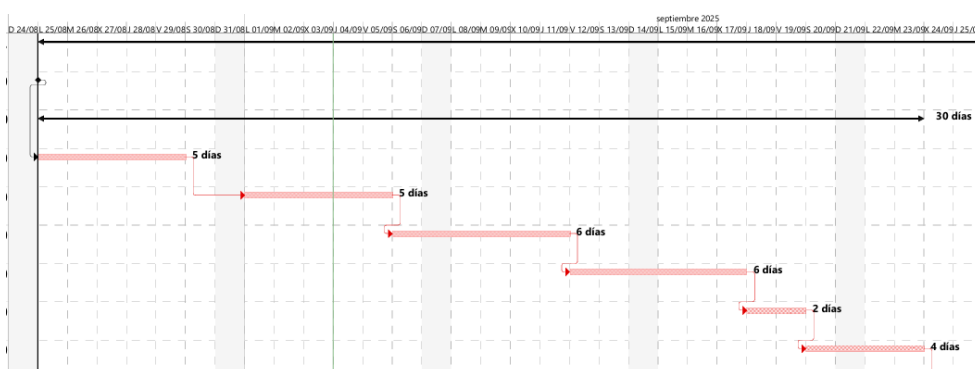 septiembre 2025
D 24/08 L 25/08 M 26/08 X 27/08 J 28/08 V 29/08 S 30/08 D 31/08 L 01/09 M 02/09 X 03/09 J 04/09 V 05/09 S 06/09 D 07/09 L 08/09 M 09/09 X 10/09 J 11/09 V 12/09 S 13/09 D 14/09 L 15/09 M 16/09 X 17/09 J 18/09 V 19/09 S 20/09 D 21/09 L 22/09 M 23/09 X 24/09 J 25/0
30 días
5 días
5 días
6 días
6 días
2 días
4 días